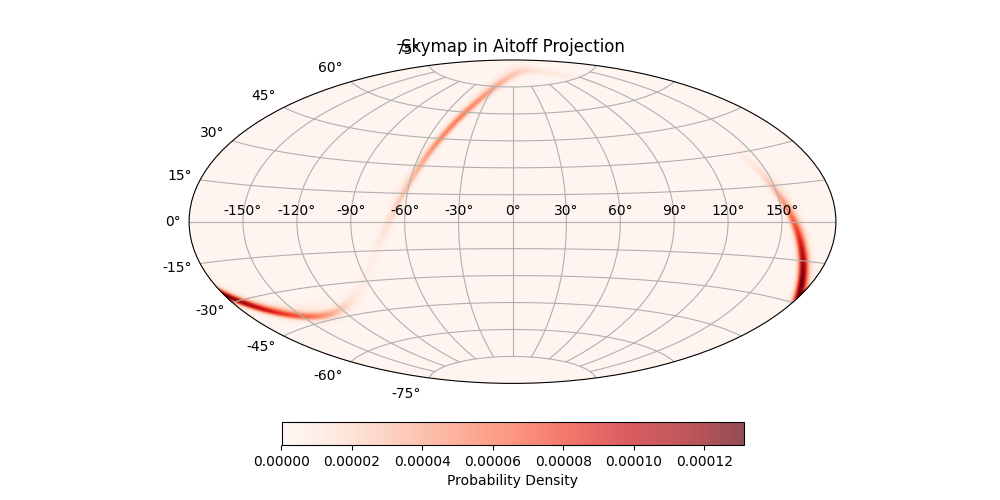 Skymap in Aitoff Projection
75°
60°
45°
30°
15°
-150° -120° -90° -60° -30° 0° 30° 60° 90° 120° 150°
0°
-15°
-30°
-45°
-60°
-75°
0.00000 0.00002 0.00004 0.00006 0.00008 0.00010 0.00012
Probability Density